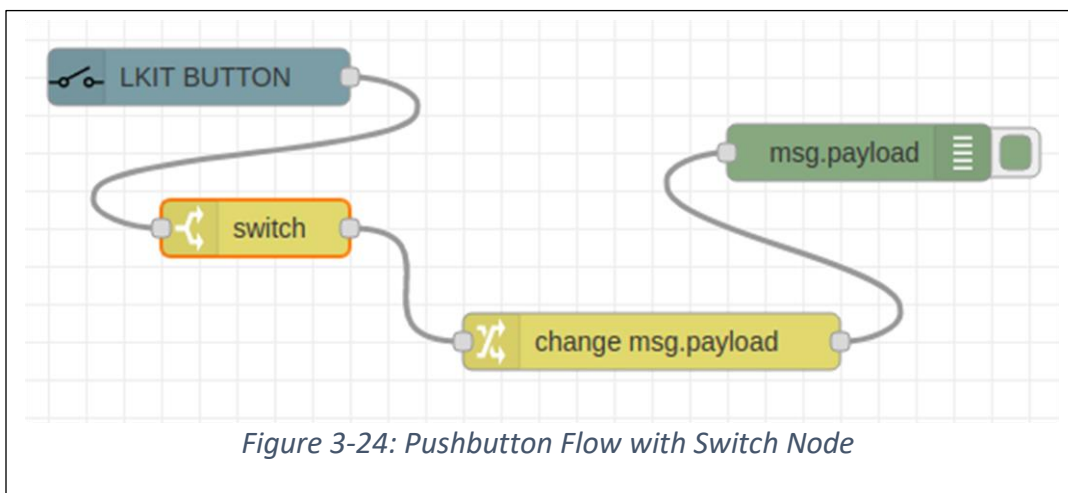 LKIT BUTTON
msg.payload
switch
change msg.payload
Figure 3-24: Pushbutton Flow with Switch Node